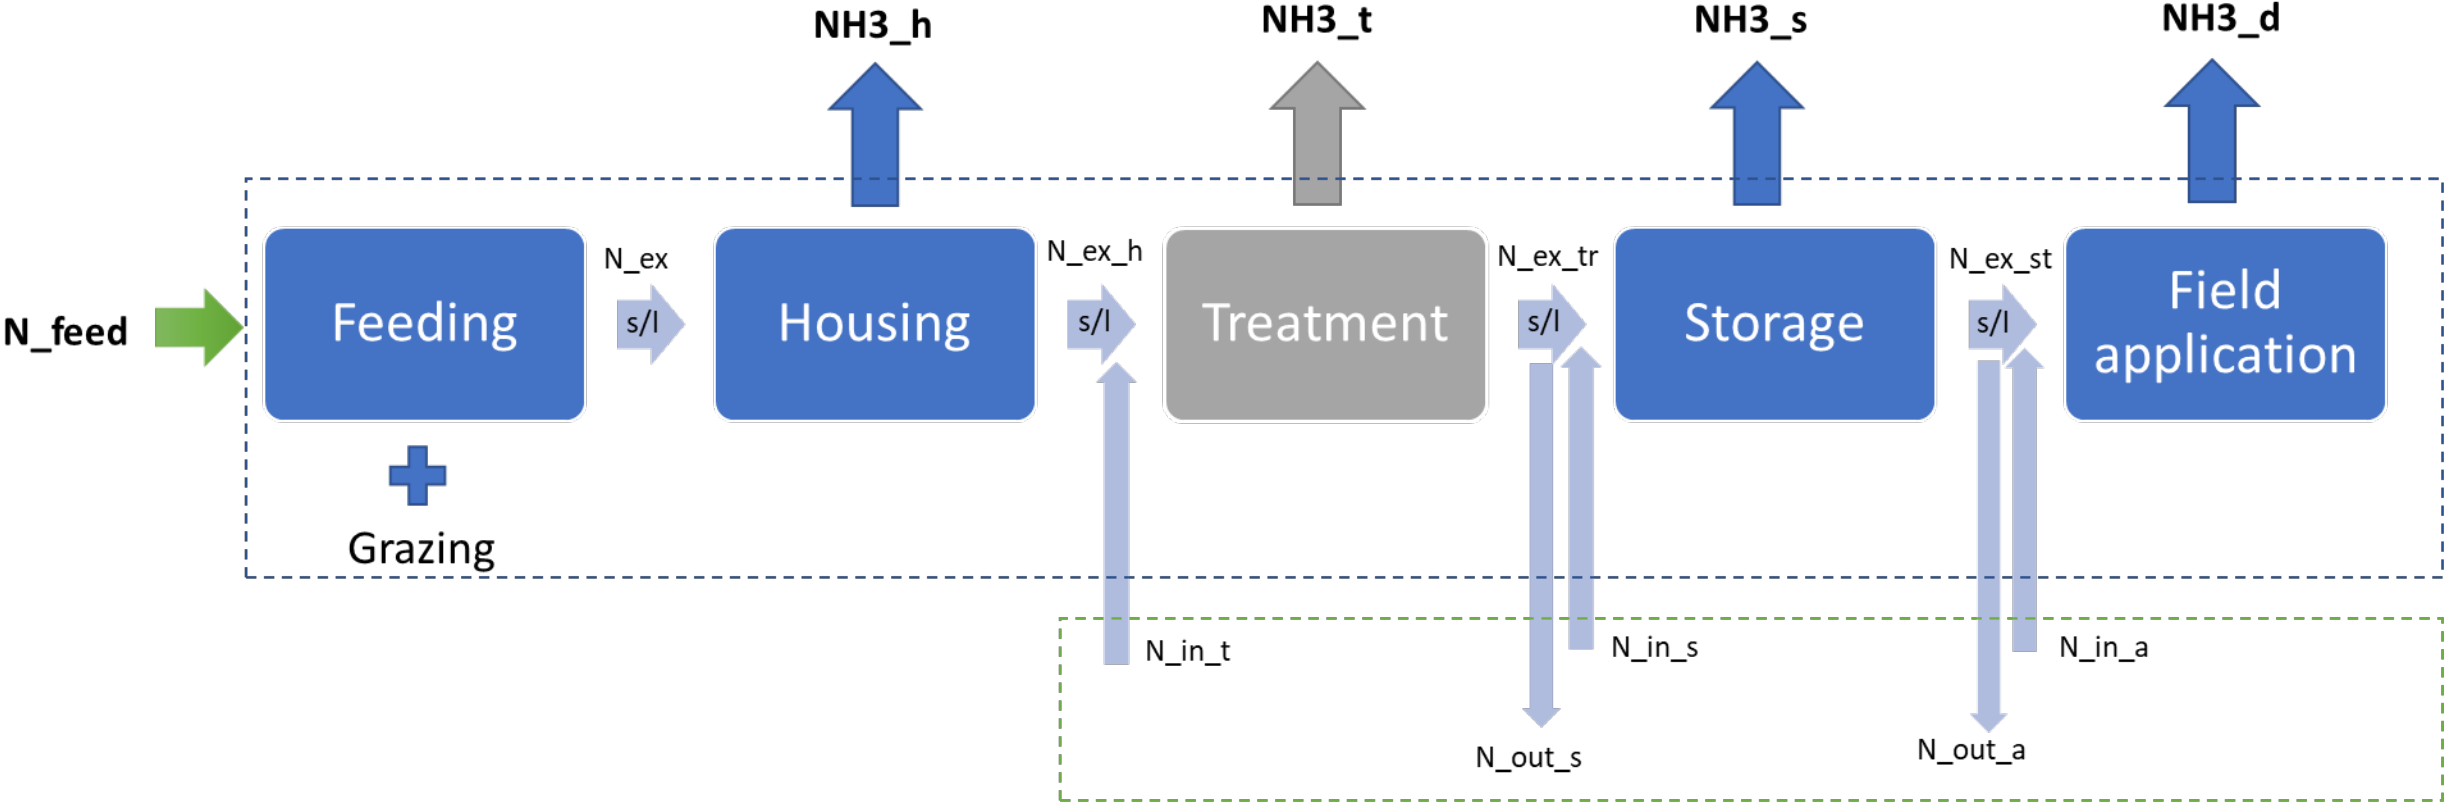 NH3_h
NH3_t
NH3_s
NH3_d
N_feed
Feeding
N_ex
s/l
Housing
N_ex_h
s/l
Treatment
N_ex_tr
s/l
Storage
N_ex_st
s/l
Field
application
Grazing
N_in_t
N_in_s
N_in_a
N_out_s
N_out_a